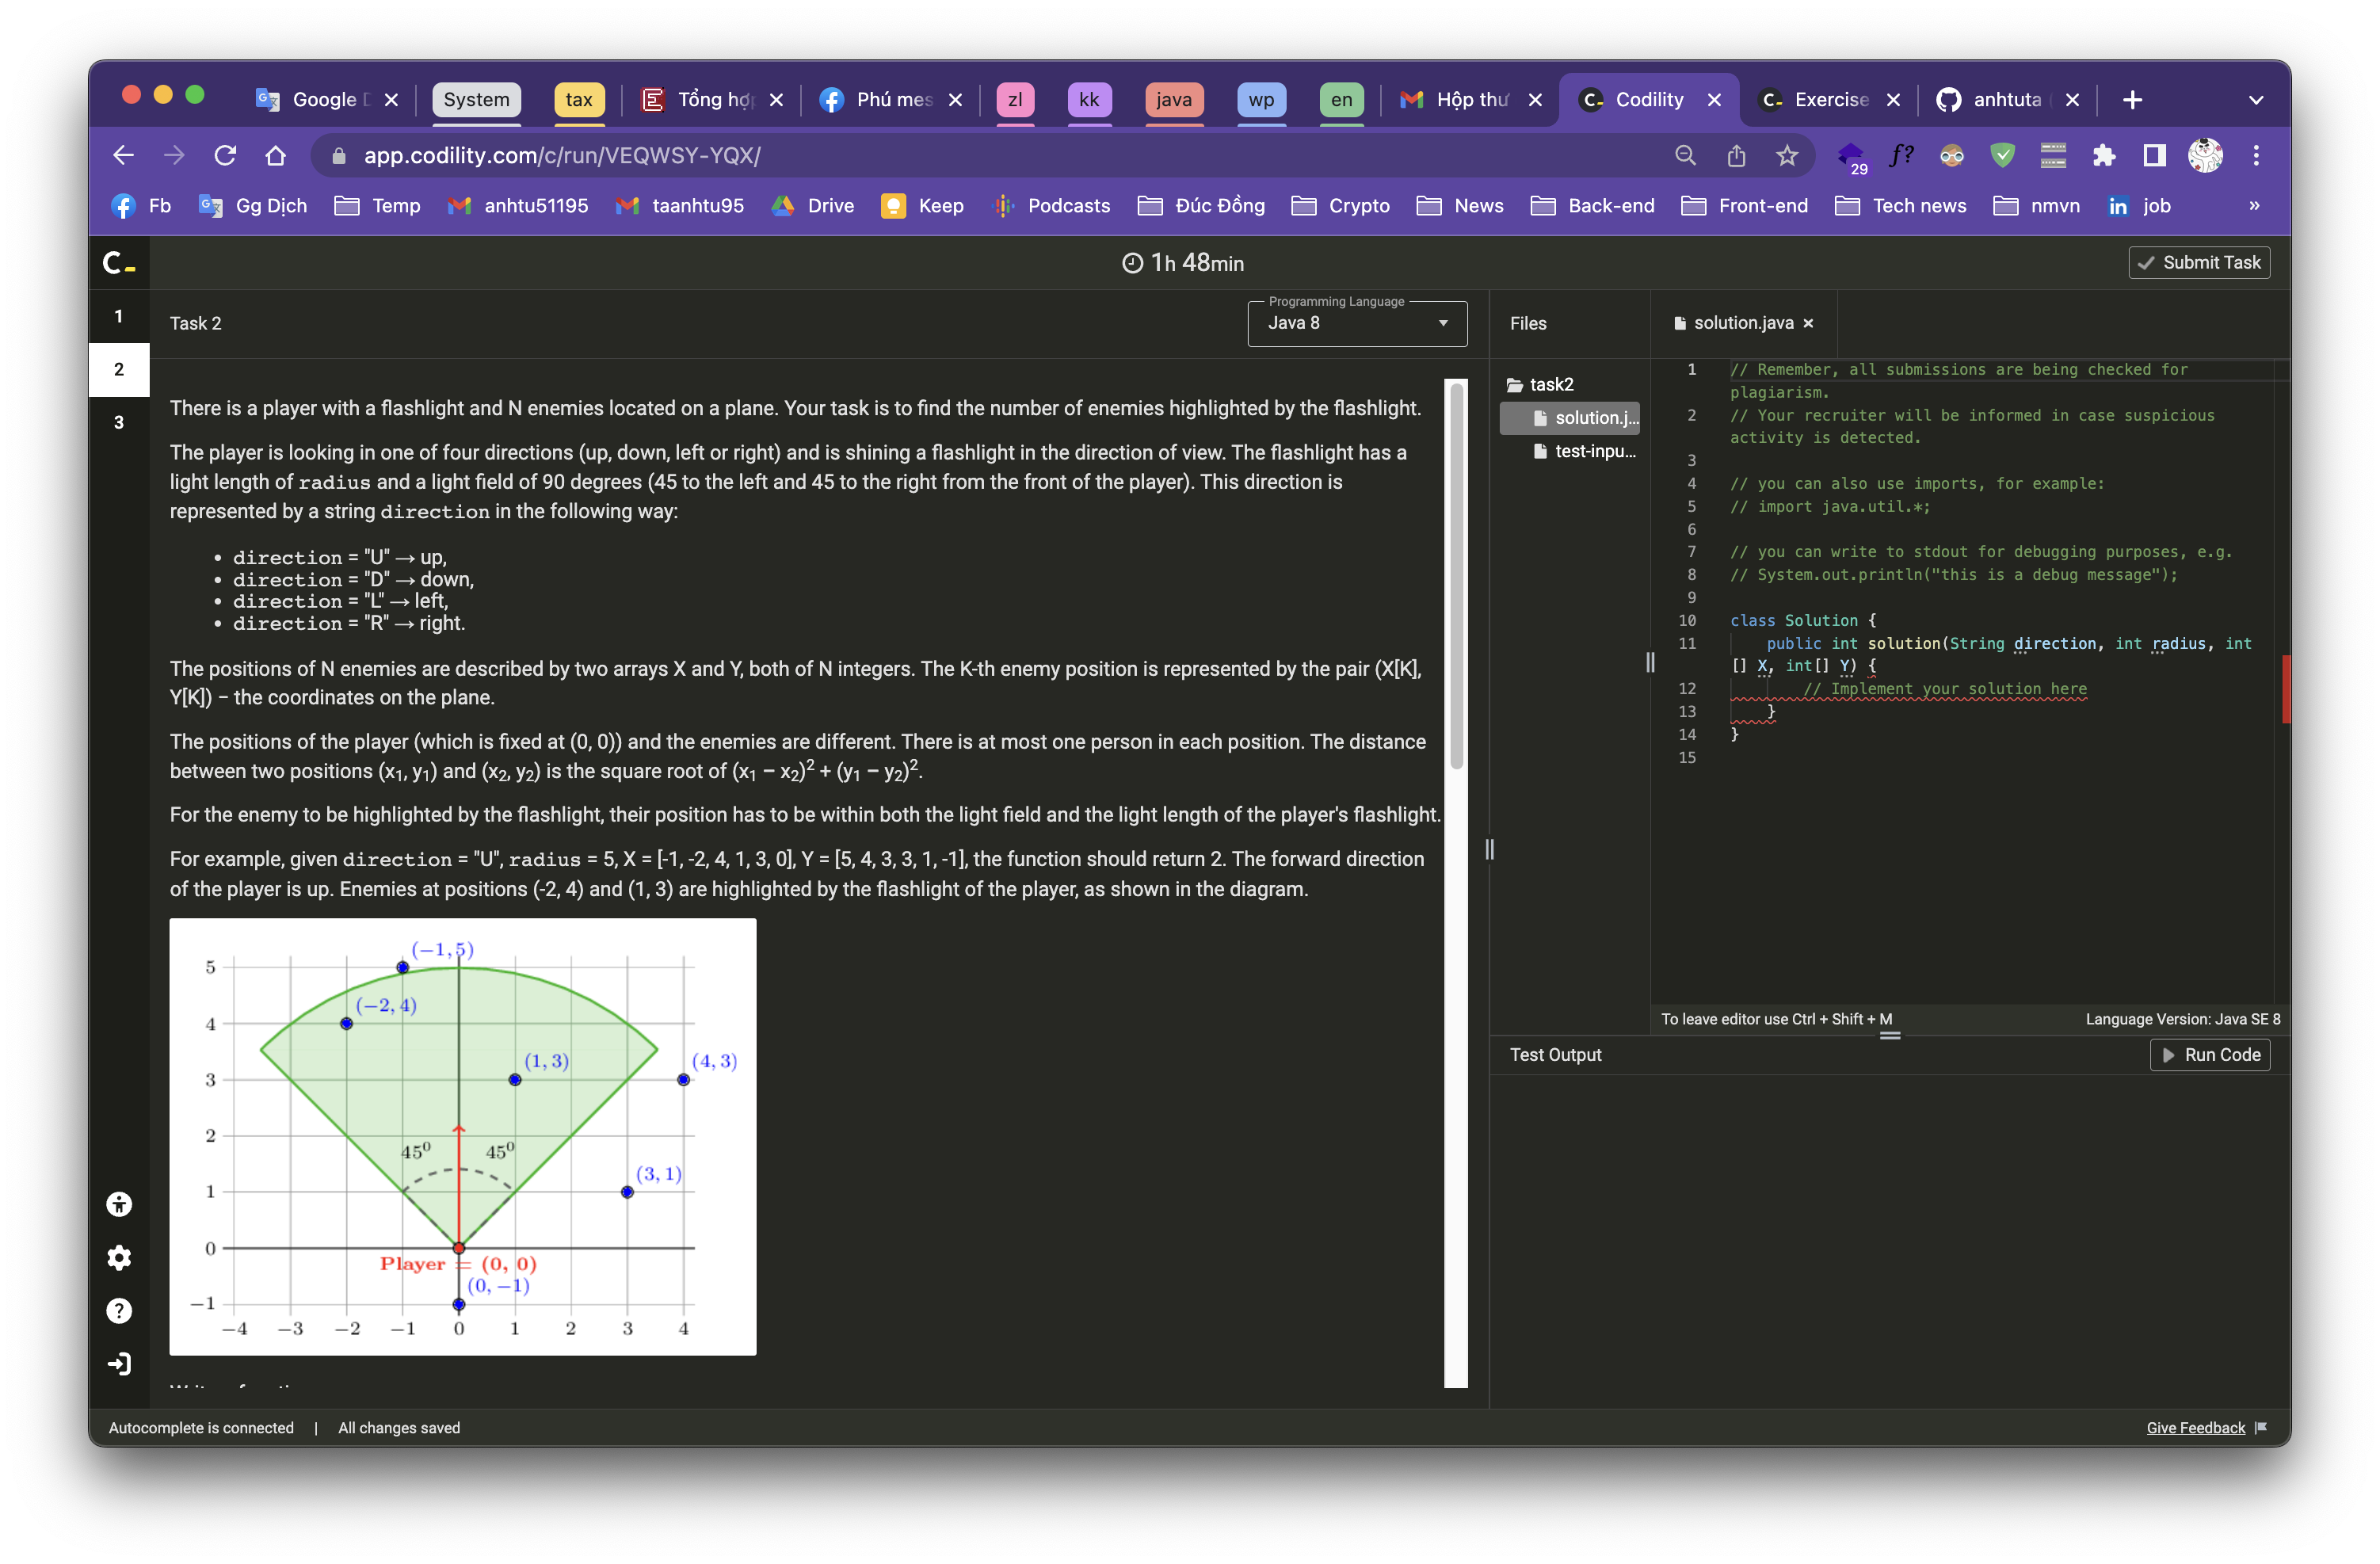 Google D
System
tax
Tổng hợp
Phú mes
zl
kk
java
wp
en
Hộp thư
Codility
Exercise
anhtuta
app.codility.com/c/run/VEQWSY-YQX/
f?
29
Fb
Gg Dịch
Temp
anhtu51195
taanhtu95
Drive
Keep
Podcasts
Đúc Đồng
Crypto
News
Back-end
Front-end
Tech news
nmvn
in job
»
C_
1h 48min
Submit Task
1
2
3
Task 2
Programming Language
Java 8
There is a player with a flashlight and N enemies located on a plane. Your task is to find the number of enemies highlighted by the flashlight.
The player is looking in one of four directions (up, down, left or right) and is shining a flashlight in the direction of view. The flashlight has a
light length of radius and a light field of 90 degrees (45 to the left and 45 to the right from the front of the player). This direction is
represented by a string direction in the following way:
• direction = "U" → up,
• direction = "D" → down,
• direction = "L" → left,
• direction = "R" → right.
The positions of N enemies are described by two arrays X and Y, both of N integers. The K-th enemy position is represented by the pair (X[K],
Y[K]) − the coordinates on the plane.
The positions of the player (which is fixed at (0, 0)) and the enemies are different. There is at most one person in each position. The distance
between two positions (x₁, y₁) and (x₂, y₂) is the square root of (x₁ − x₂)² + (y₁ − y₂)².
For the enemy to be highlighted by the flashlight, their position has to be within both the light field and the light length of the player's flashlight.
For example, given direction = "U", radius = 5, X = [-1, -2, 4, 1, 3, 0], Y = [5, 4, 3, 3, 1, -1], the function should return 2. The forward direction
of the player is up. Enemies at positions (-2, 4) and (1, 3) are highlighted by the flashlight of the player, as shown in the diagram.
(−1, 5)
5
(−2, 4)
4
(1, 3)
(4, 3)
3
2
45⁰
45⁰
(3, 1)
1
0
Player = (0, 0)
(0, −1)
−1
−4 −3 −2 −1 0 1 2 3 4
Files
task2
solution.j...
test-inpu...
solution.java
1 // Remember, all submissions are being checked for
plagiarism.
2 // Your recruiter will be informed in case suspicious
activity is detected.
3
4 // you can also use imports, for example:
5 // import java.util.*;
6
7 // you can write to stdout for debugging purposes, e.g.
8 // System.out.println("this is a debug message");
9
10 class Solution {
11 public int solution(String direction, int radius, int
[] X, int[] Y) {
12 // Implement your solution here
13 }
14 }
15
To leave editor use Ctrl + Shift + M
Language Version: Java SE 8
Test Output
Run Code
Autocomplete is connected | All changes saved
Give Feedback